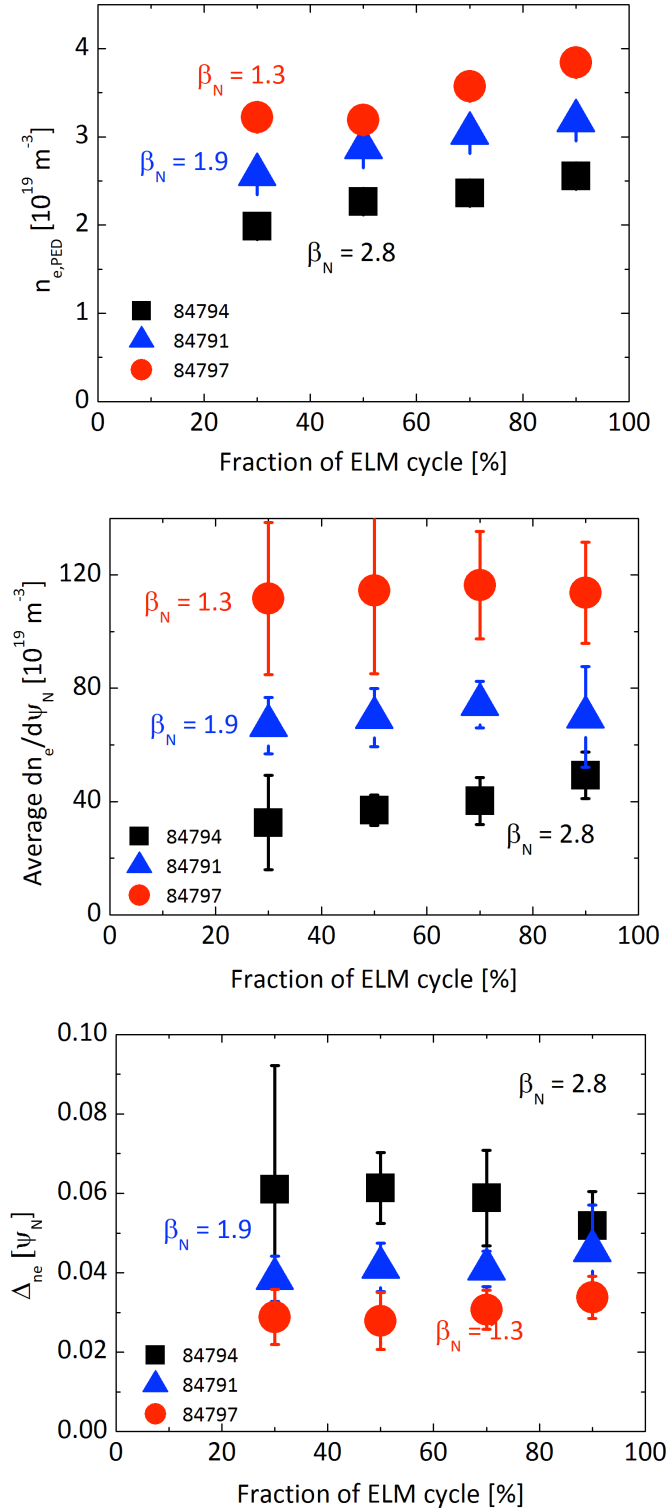 4
3
2
1
0
n_e,PED [10^19 m^-3]
β_N = 1.3
β_N = 1.9
β_N = 2.8
84794
84791
84797
0 20 40 60 80 100
Fraction of ELM cycle [%]
120
80
40
0
Average dn_e/dψ_N [10^19 m^-3]
β_N = 1.3
β_N = 1.9
β_N = 2.8
84794
84791
84797
0 20 40 60 80 100
Fraction of ELM cycle [%]
0.10
0.08
0.06
0.04
0.02
0.00
Δ_ne [ψ_N]
β_N = 2.8
β_N = 1.9
β_N = 1.3
84794
84791
84797
0 20 40 60 80 100
Fraction of ELM cycle [%]